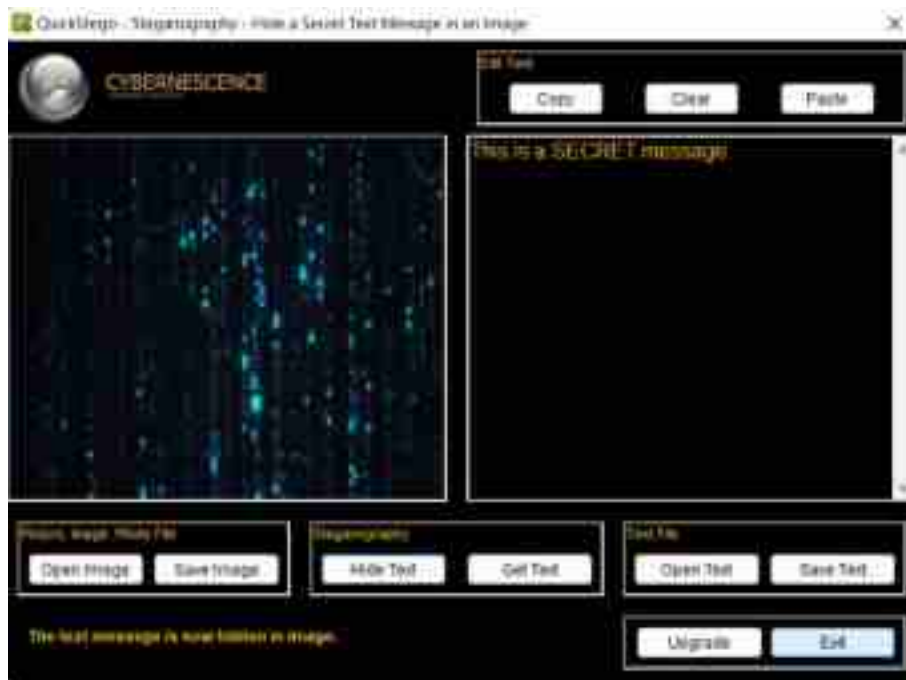 QuickStego - Steganography - Hide a Secret Text Message in an Image
CYBERNESCENCE
Edit Text
Copy Clear Paste
This is a SECRET message
Picture, Image, Photo File
Open Image Save Image
Steganography
Hide Text Get Text
Text File
Open Text Save Text
The text message is now hidden in image.
Upgrade Exit